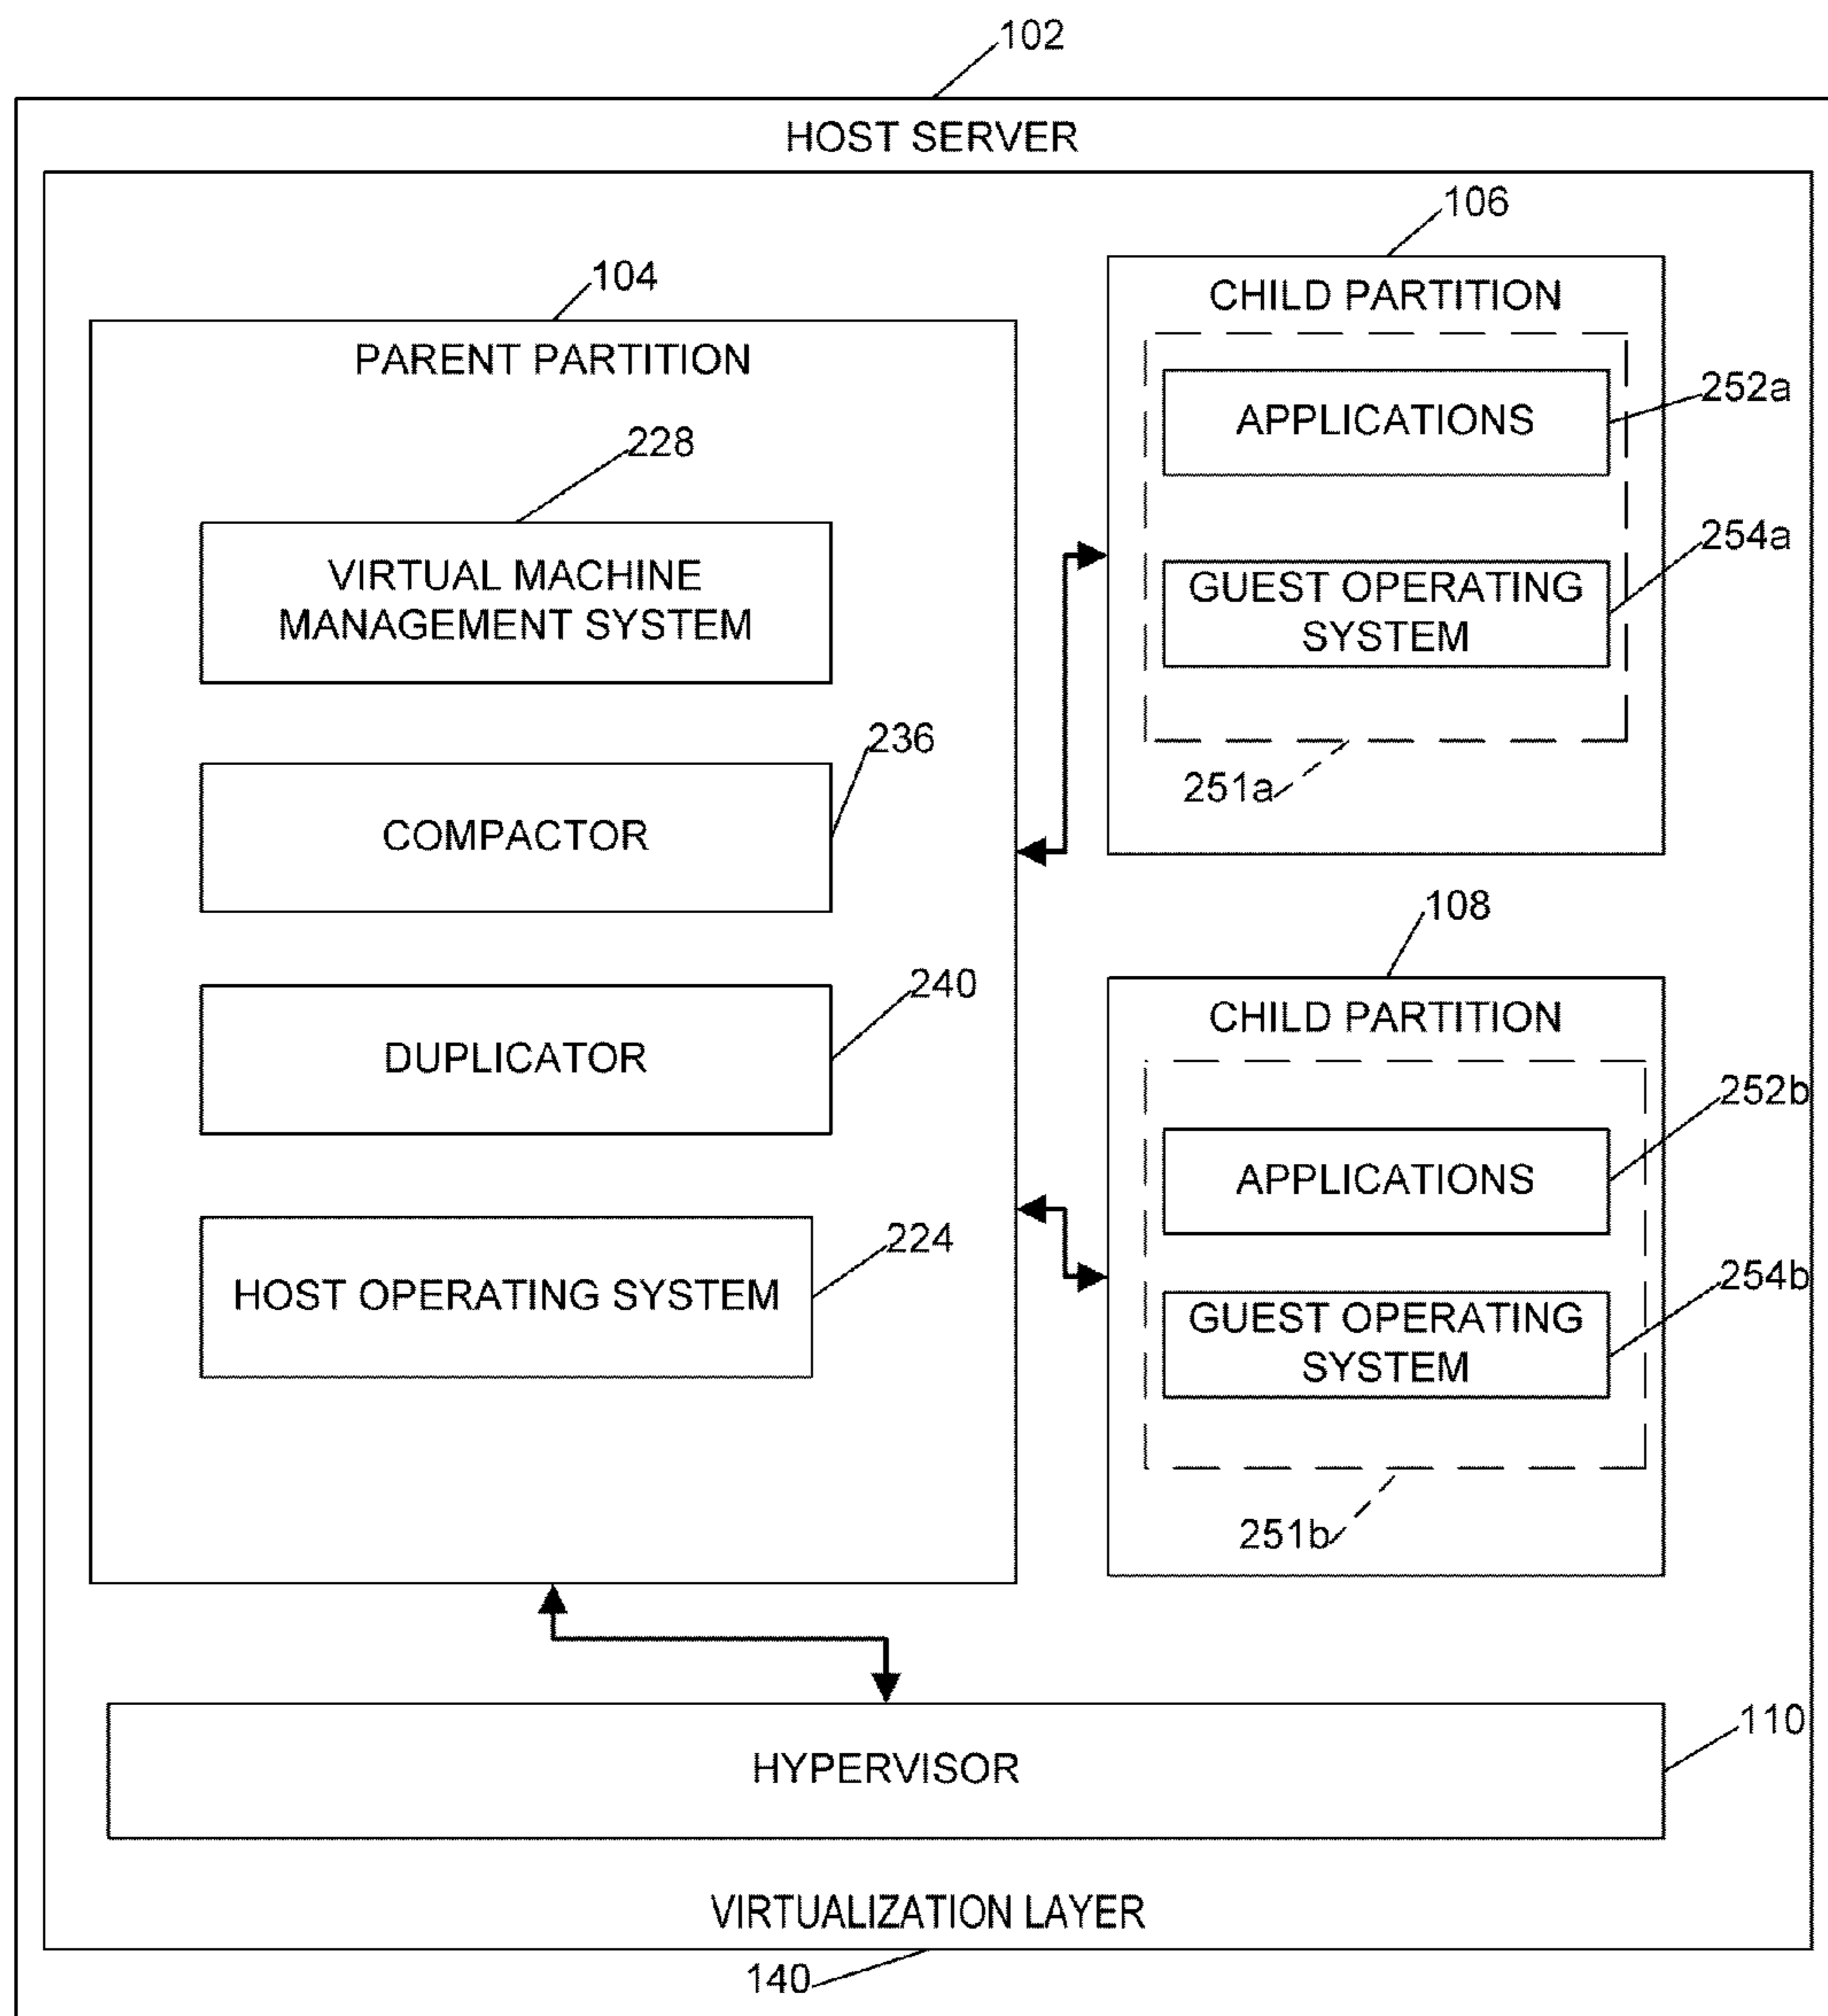 102
HOST SERVER
104
PARENT PARTITION
228
VIRTUAL MACHINE
MANAGEMENT SYSTEM
236
COMPACTOR
240
DUPLICATOR
224
HOST OPERATING SYSTEM
106
CHILD PARTITION
252a
APPLICATIONS
254a
GUEST OPERATING
SYSTEM
251a
108
CHILD PARTITION
252b
APPLICATIONS
254b
GUEST OPERATING
SYSTEM
251b
110
HYPERVISOR
VIRTUALIZATION LAYER
140